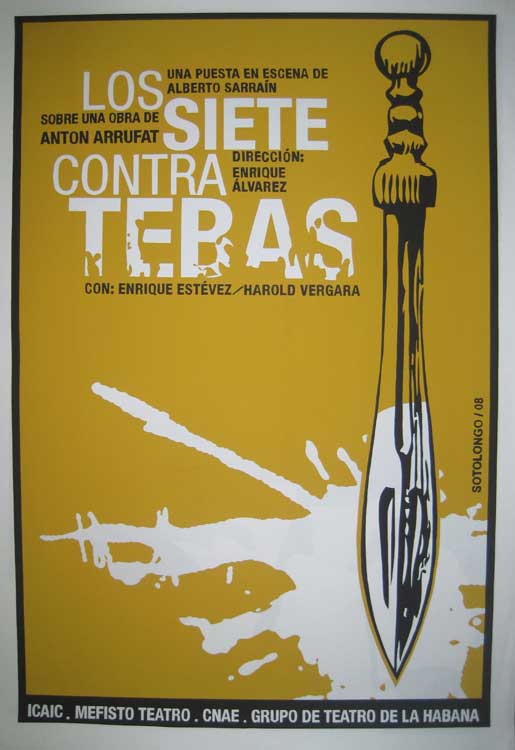 LOS
UNA PUESTA EN ESCENA DE
ALBERTO SARRAÍN
SOBRE UNA OBRA DE
ANTON ARRUFAT
SIETE
CONTRA
DIRECCIÓN:
ENRIQUE
ÁLVAREZ
TEBAS
CON: ENRIQUE ESTÉVEZ/HAROLD VERGARA
SOTOLONGO / 08
ICAIC . MEFISTO TEATRO . CNAE . GRUPO DE TEATRO DE LA HABANA